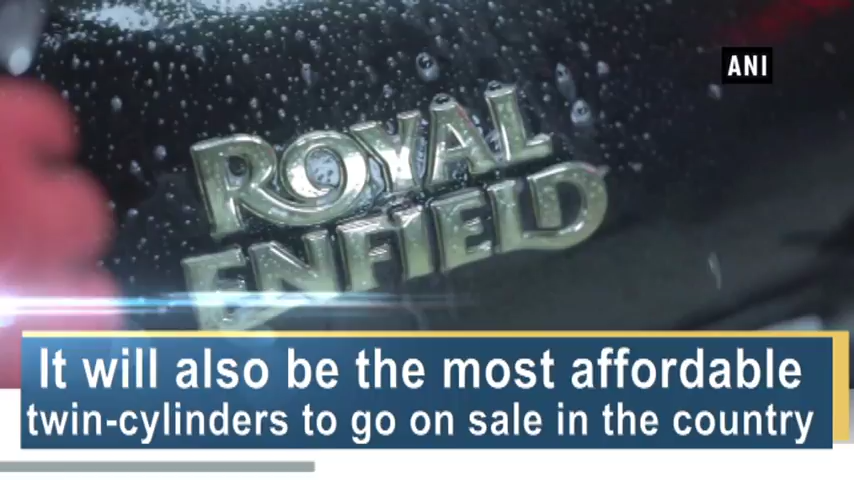 ANI
ROYAL
ENFIELD
It will also be the most affordable
twin-cylinders to go on sale in the country